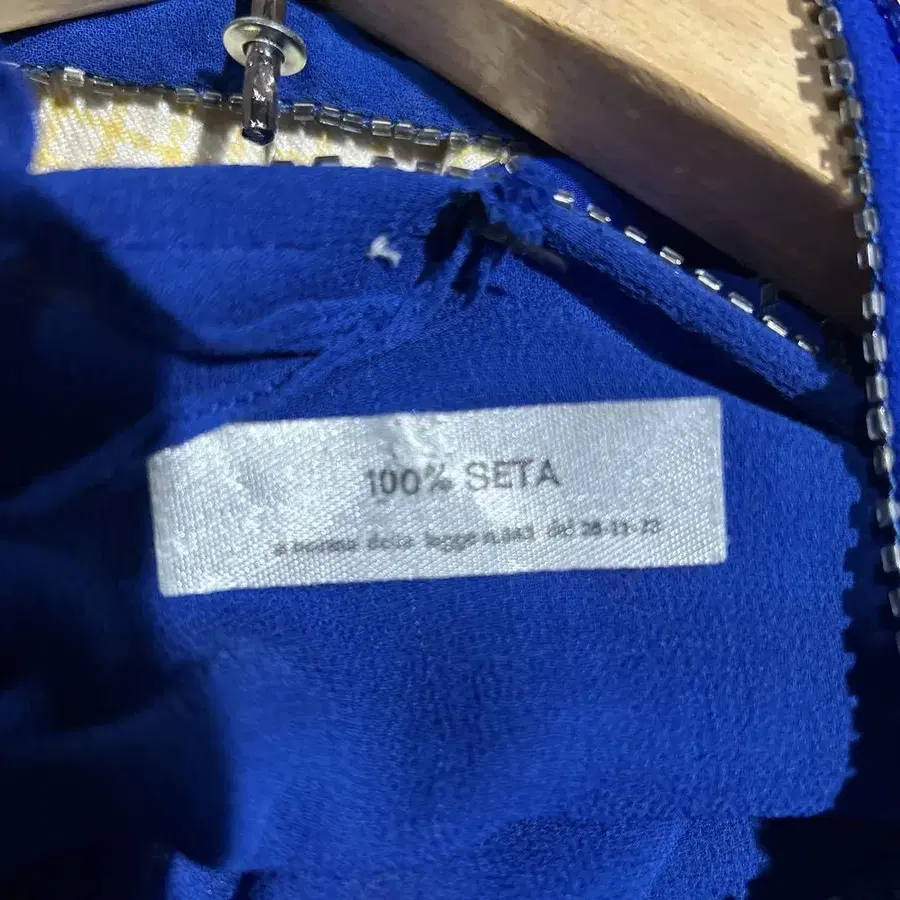 100% SETA
a norma della legge n.883 del 26-11-73